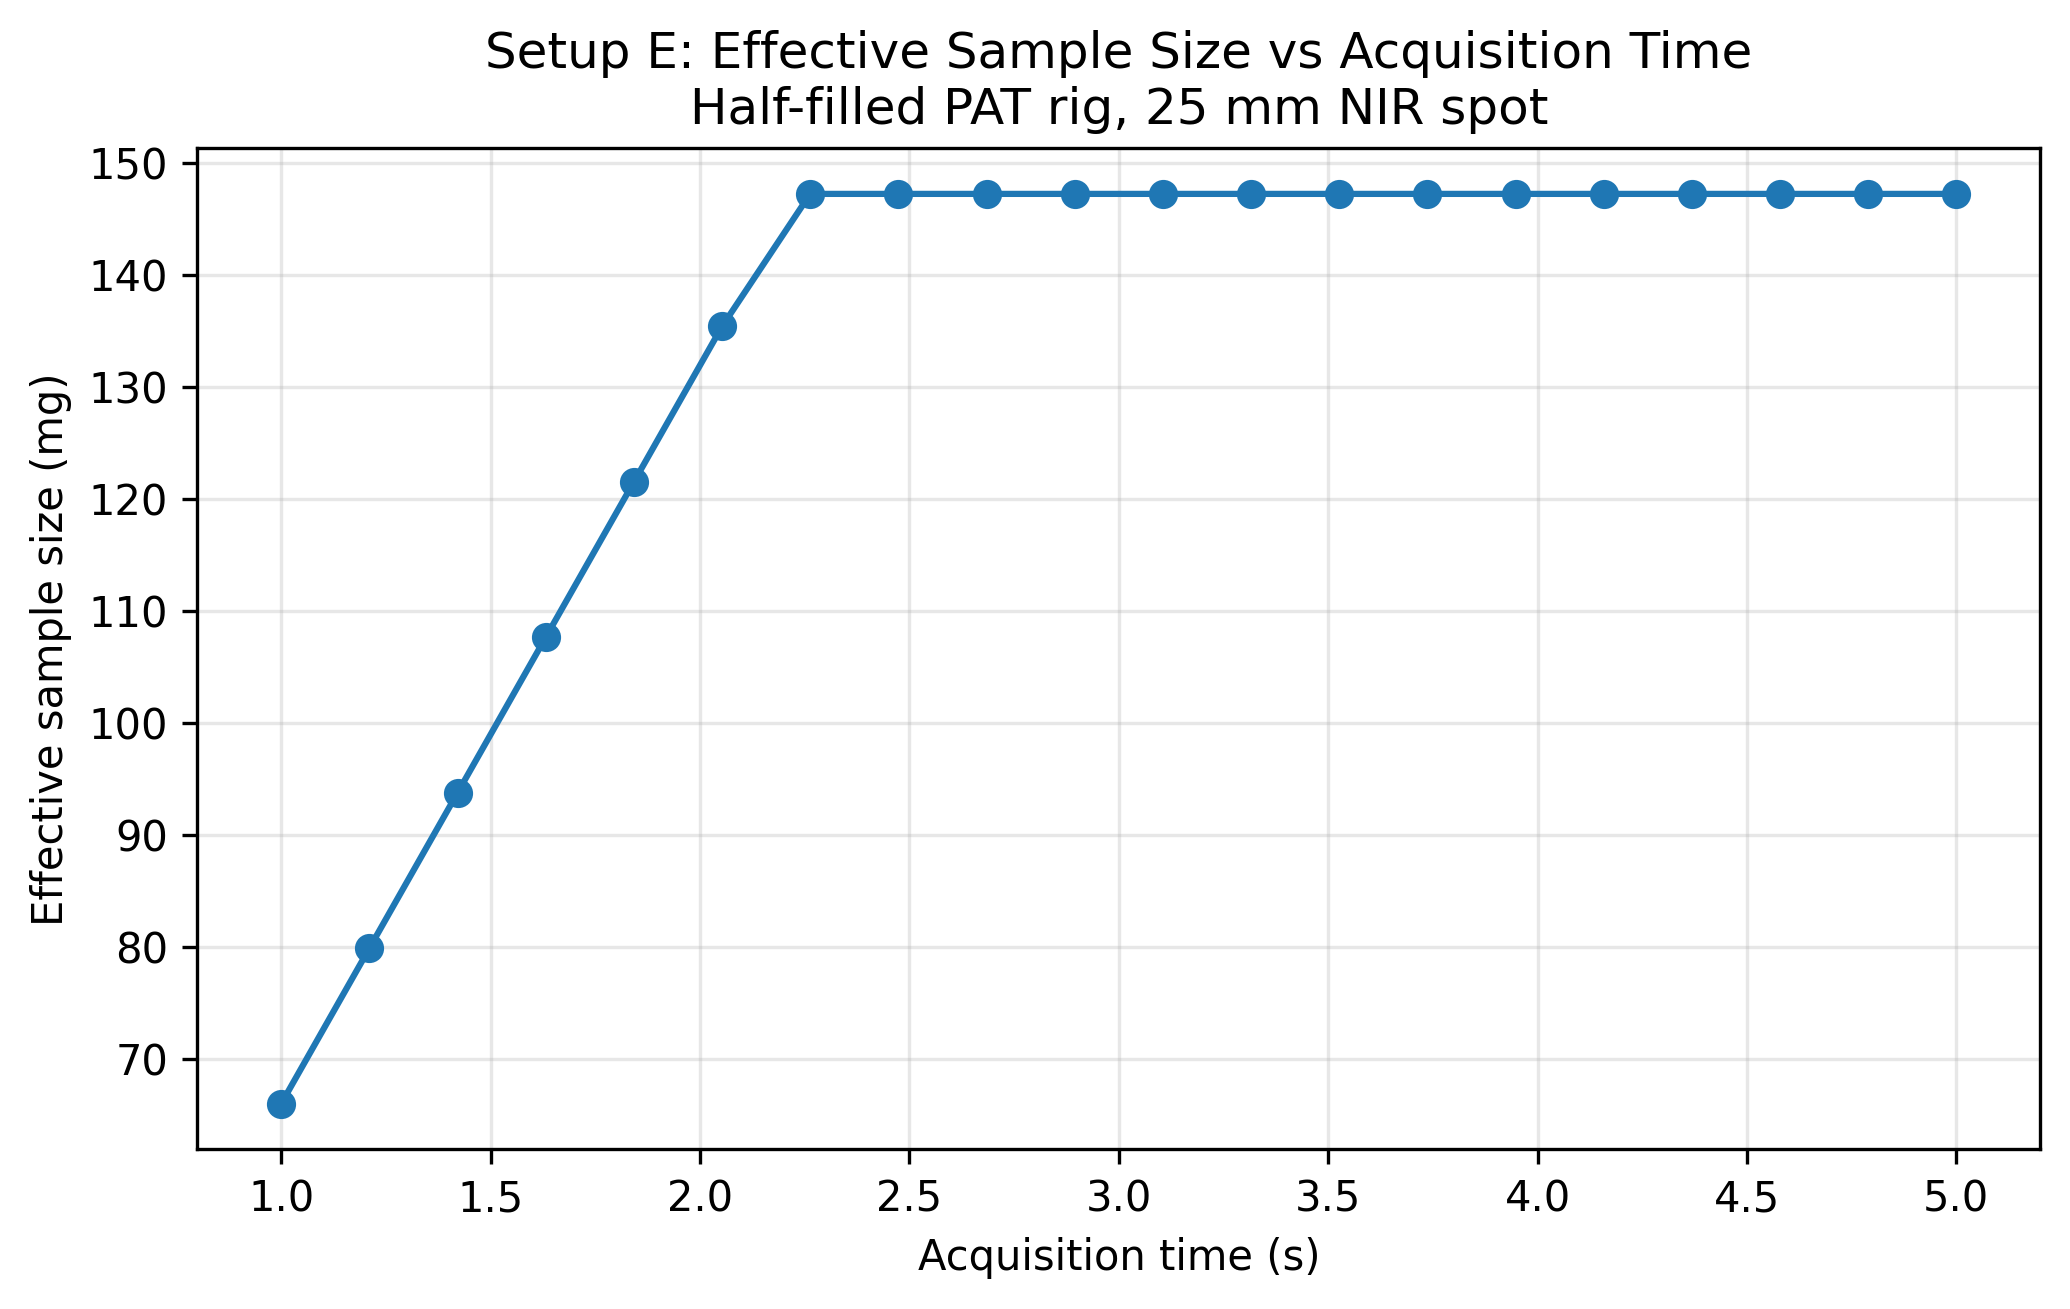 Setup E: Effective Sample Size vs Acquisition Time
Half-filled PAT rig, 25 mm NIR spot
Effective sample size (mg)
150
140
130
120
110
100
90
80
70
1.0 1.5 2.0 2.5 3.0 3.5 4.0 4.5 5.0
Acquisition time (s)